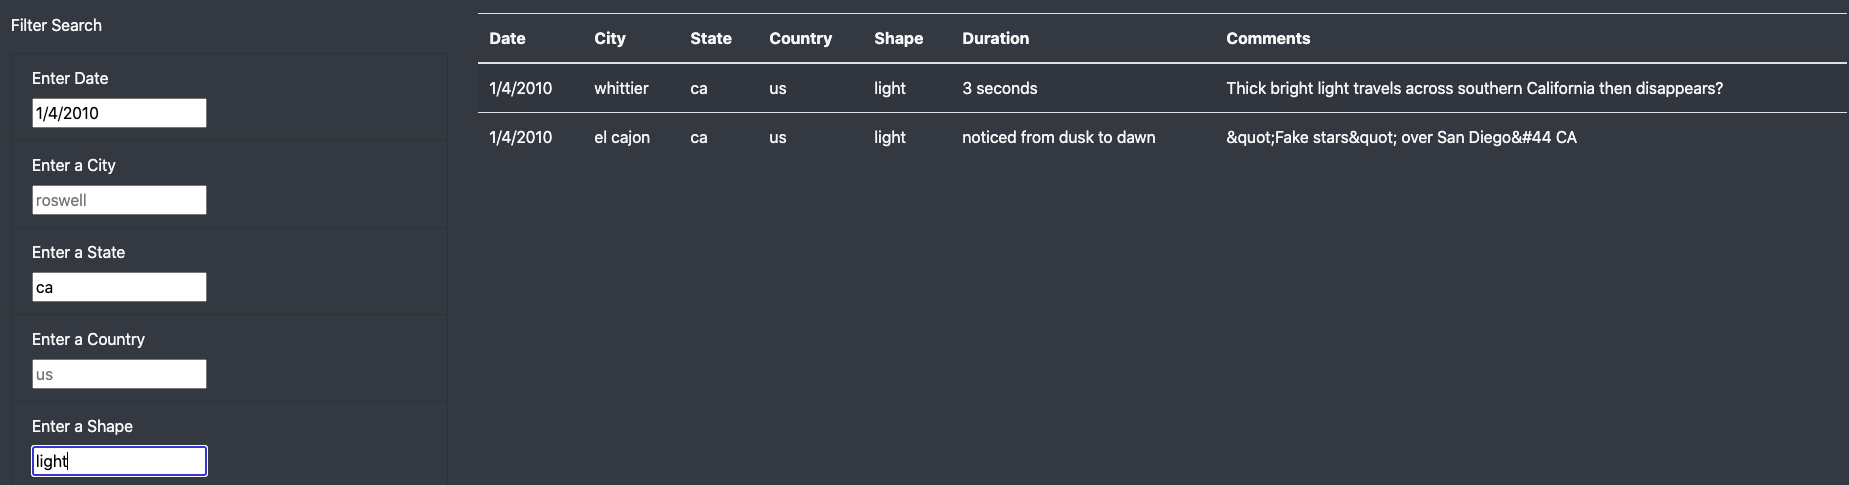 Filter Search
Enter Date
1/4/2010
Enter a City
roswell
Enter a State
ca
Enter a Country
us
Enter a Shape
light
Date City State Country Shape Duration Comments
1/4/2010 whittier ca us light 3 seconds Thick bright light travels across southern California then disappears?
1/4/2010 el cajon ca us light noticed from dusk to dawn &quot;Fake stars&quot; over San Diego&#44 CA